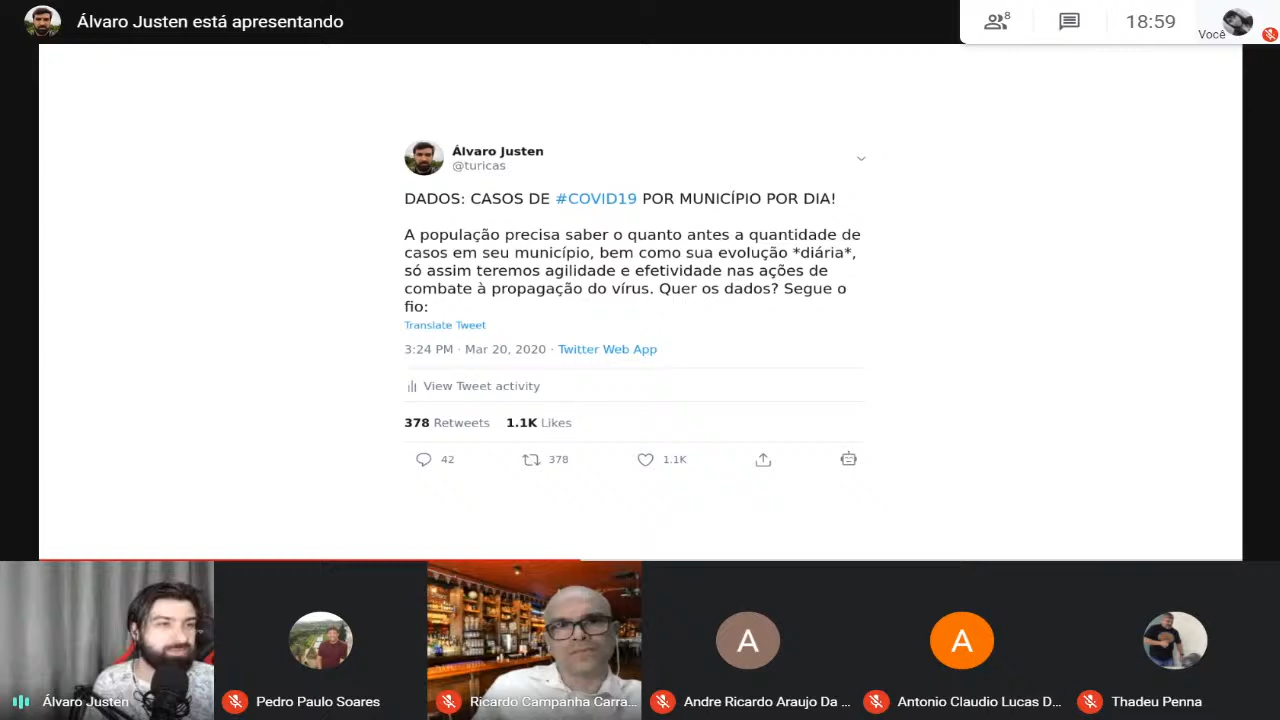 Álvaro Justen está apresentando
8
18:59
Você
Álvaro Justen
@turicas
DADOS: CASOS DE #COVID19 POR MUNICÍPIO POR DIA!
A população precisa saber o quanto antes a quantidade de
casos em seu município, bem como sua evolução *diária*,
só assim teremos agilidade e efetividade nas ações de
combate à propagação do vírus. Quer os dados? Segue o
fio:
Translate Tweet
3:24 PM · Mar 20, 2020 · Twitter Web App
View Tweet activity
378 Retweets 1.1K Likes
42 378 1.1K
A
A
Álvaro Justen
Pedro Paulo Soares
Ricardo Campanha Carra...
Andre Ricardo Araujo Da ...
Antonio Claudio Lucas D...
Thadeu Penna